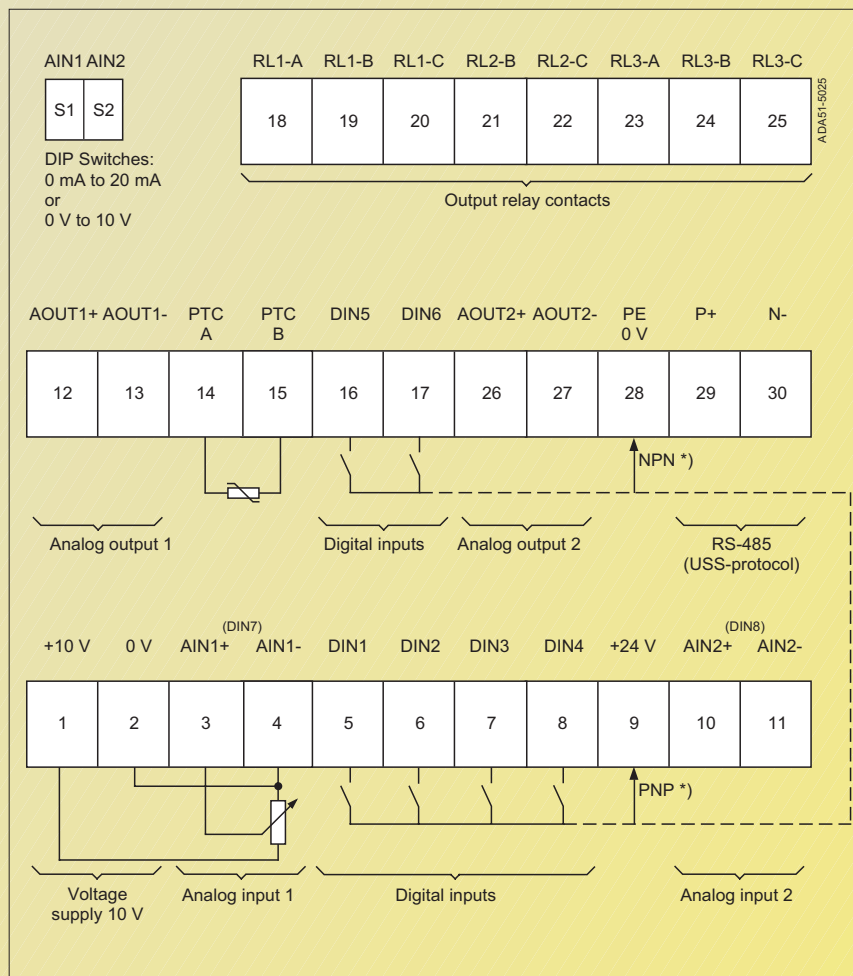 AIN1 AIN2
S1 S2
DIP Switches:
0 mA to 20 mA
or
0 V to 10 V
RL1-A RL1-B RL1-C RL2-B RL2-C RL3-A RL3-B RL3-C
18 19 20 21 22 23 24 25
ADA51-5025
Output relay contacts
AOUT1+ AOUT1- PTC PTC DIN5 DIN6 AOUT2+ AOUT2- PE P+ N-
A B 0 V
12 13 14 15 16 17 26 27 28 29 30
NPN *)
Analog output 1 Digital inputs Analog output 2 RS-485
(USS-protocol)
(DIN7) (DIN8)
+10 V 0 V AIN1+ AIN1- DIN1 DIN2 DIN3 DIN4 +24 V AIN2+ AIN2-
1 2 3 4 5 6 7 8 9 10 11
PNP *)
Voltage Analog input 1 Digital inputs Analog input 2
supply 10 V